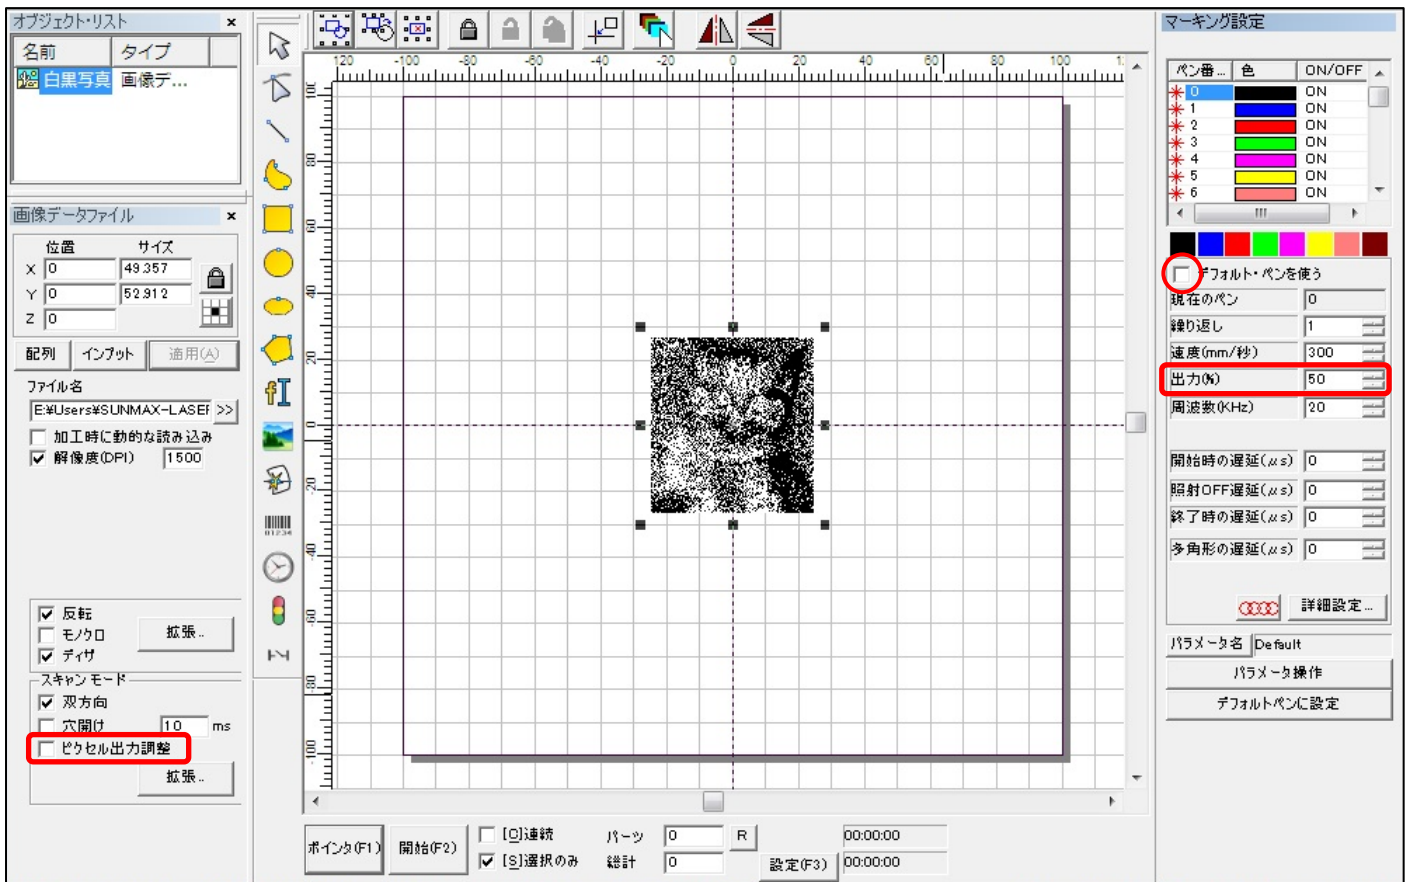 オブジェクト・リスト
名前 タイプ
白黒写真 画像デ...
画像データファイル
位置 サイズ
X 0 49.357
Y 0 52.912
Z 0
配列 インプット 適用(A)
ファイル名
E:¥Users¥SUNMAX-LASEF >>
加工時に動的な読み込み
解像度(DPI) 1500
反転
モノクロ 拡張..
ディザ
スキャンモード
双方向
穴開け 10 ms
ピクセル出力調整
拡張..
f
01234
120 -100 -80 -60 -40 -20 0 20 40 60 80 100
100
80
60
40
20
0
-20
-40
-60
-80
-100
ポインタ(F1) 開始(F2)
[C]連続 パーツ 0 R 00:00:00
[S]選択のみ 総計 0 設定(F3) 00:00:00
マーキング設定
ペン番... 色 ON/OFF
0 ON
1 ON
2 ON
3 ON
4 ON
5 ON
6 ON
デフォルト・ペンを使う
現在のペン 0
繰り返し 1
速度(mm/秒) 300
出力(%) 50
周波数(KHz) 20
開始時の遅延(μs) 0
照射OFF遅延(μs) 0
終了時の遅延(μs) 0
多角形の遅延(μs) 0
詳細設定...
パラメータ名 Default
パラメータ操作
デフォルトペンに設定